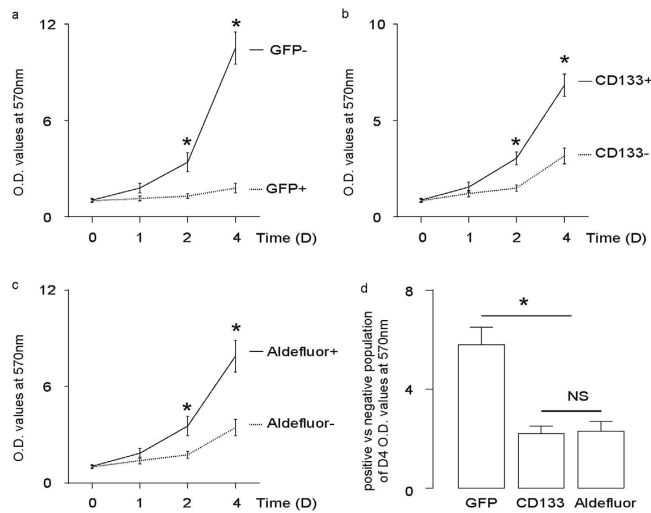 a
O.D. values at 570nm
12
6
0
*
*
GFP-
GFP+
0 1 2 4 Time (D)
b
O.D. values at 570nm
10
5
0
*
*
CD133+
CD133-
0 1 2 4 Time (D)
c
O.D. values at 570nm
12
6
0
*
*
Aldefluor+
Aldefluor-
0 1 2 4 Time (D)
d
positive vs negative population
of D4 O.D. values at 570nm
8
4
0
*
NS
GFP CD133 Aldefluor